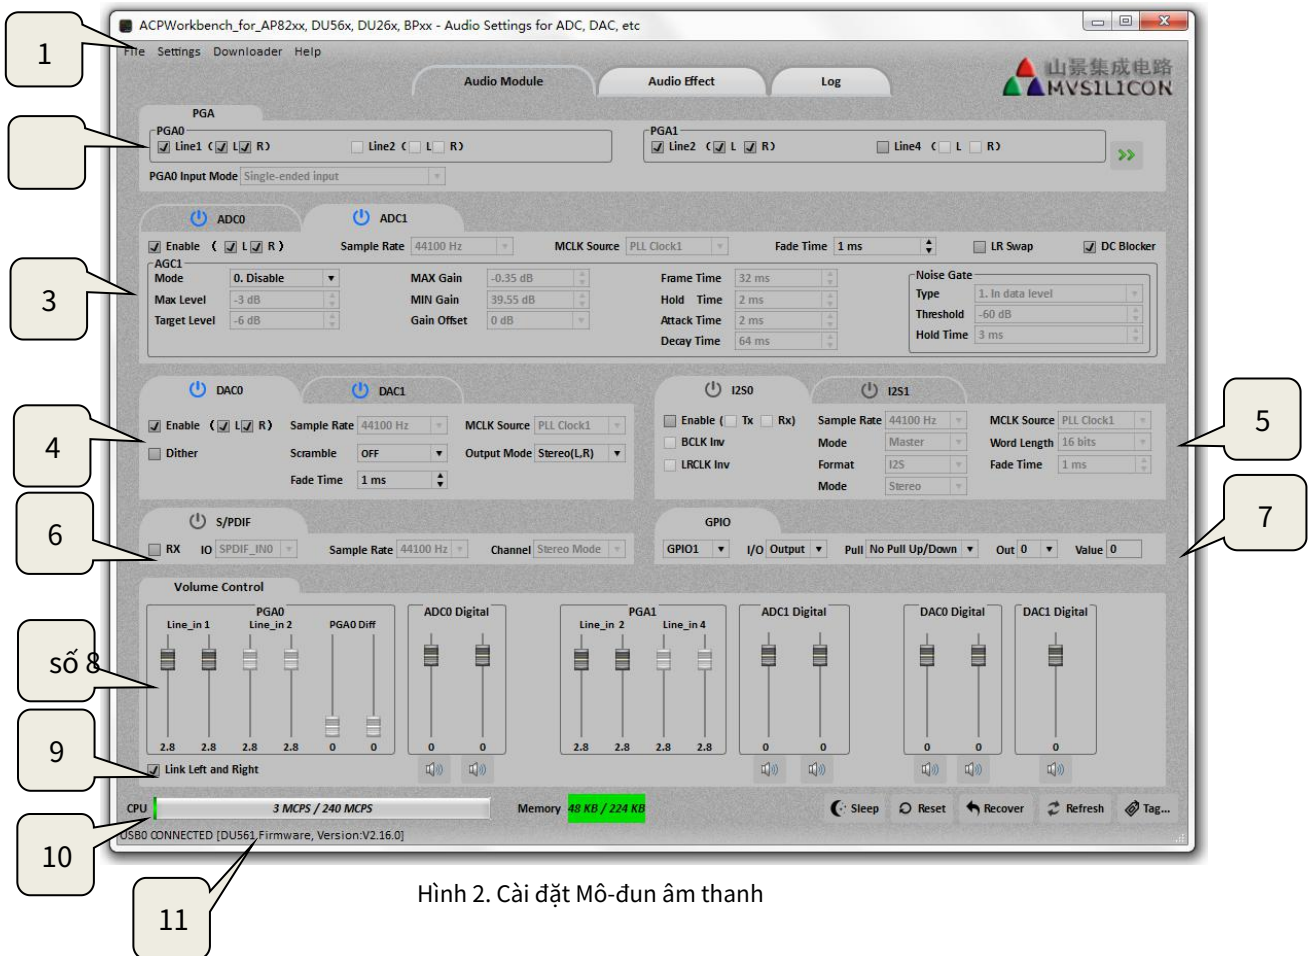 ACPWorkbench_for_AP82xx, DU56x, DU26x, BPxx - Audio Settings for ADC, DAC, etc
1
File Settings Downloader Help
山景集成电路
MVSILICON
Audio Module Audio Effect Log
PGA
PGA0 PGA1
Line1 ( L R ) Line2 ( L R ) Line2 ( L R ) Line4 ( L R )
PGA0 Input Mode Single-ended input
ADC0 ADC1
Enable ( L R ) Sample Rate 44100 Hz MCLK Source PLL Clock1 Fade Time 1 ms LR Swap DC Blocker
3
AGC1
Mode 0. Disable MAX Gain -0.35 dB Frame Time 32 ms Noise Gate
Max Level -3 dB MIN Gain 39.55 dB Hold Time 2 ms Type 1. In data level
Target Level -6 dB Gain Offset 0 dB Attack Time 2 ms Threshold -60 dB
Decay Time 64 ms Hold Time 3 ms
DAC0 DAC1 I2S0 I2S1
4
5
Enable ( L R ) Sample Rate 44100 Hz MCLK Source PLL Clock1 Enable ( Tx Rx) Sample Rate 44100 Hz MCLK Source PLL Clock1
Dither Scramble OFF Output Mode Stereo(L,R) BCLK Inv Mode Master Word Length 16 bits
LRCLK Inv Format I2S Fade Time 1 ms
Fade Time 1 ms Mode Stereo
6
7
S/PDIF GPIO
RX IO SPDIF_IN0 Sample Rate 44100 Hz Channel Stereo Mode GPIO1 I/O Output Pull No Pull Up/Down Out 0 Value 0
Volume Control
PGA0 ADC0 Digital PGA1 ADC1 Digital DAC0 Digital DAC1 Digital
Line_in 1 Line_in 2 PGA0 Diff Line_in 2 Line_in 4
số 8
2.8 2.8 2.8 2.8 0 0 0 0 2.8 2.8 2.8 2.8 0 0 0 0 0
9
Link Left and Right
CPU 3 MCPS / 240 MCPS Memory 48 KB / 224 KB Sleep Reset Recover Refresh Tag...
USB0 CONNECTED [DU561 Firmware, Version:V2.16.0]
10
11
Hình 2. Cài đặt Mô-đun âm thanh